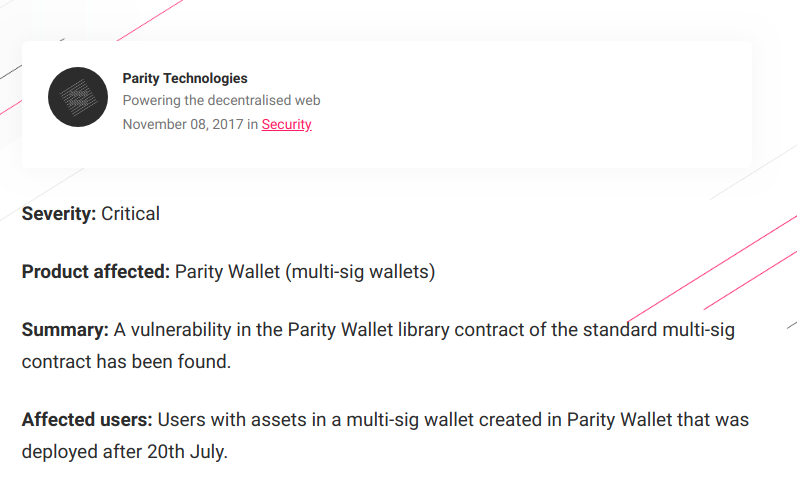 Parity Technologies
Powering the decentralised web
November 08, 2017 in Security
Severity: Critical
Product affected: Parity Wallet (multi-sig wallets)
Summary: A vulnerability in the Parity Wallet library contract of the standard multi-sig
contract has been found.
Affected users: Users with assets in a multi-sig wallet created in Parity Wallet that was
deployed after 20th July.